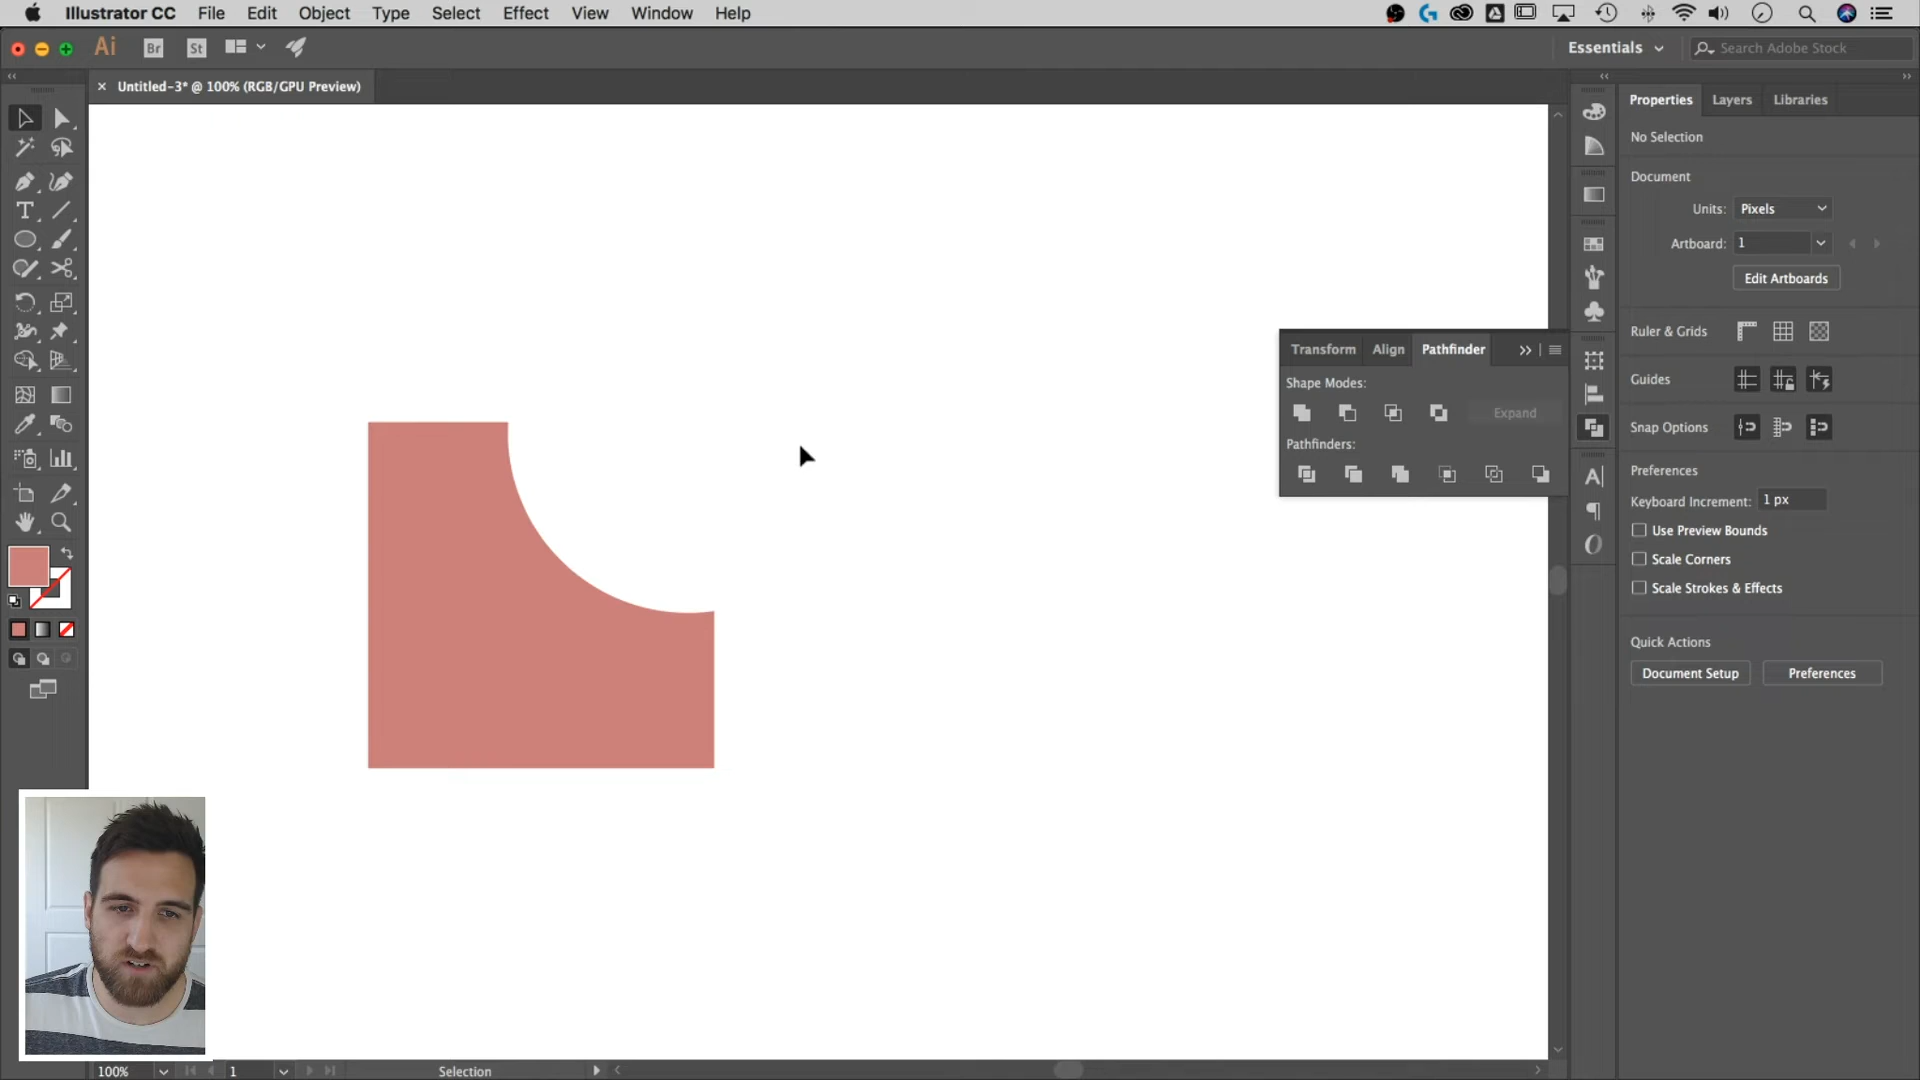 Illustrator CC File Edit Object Type Select Effect View Window Help
Ai Br St Essentials Search Adobe Stock
Untitled-3* @ 100% (RGB/GPU Preview)
Properties Layers Libraries
No Selection
Document
Units: Pixels
Artboard: 1
Edit Artboards
Ruler & Grids
Transform Align Pathfinder
Guides
Shape Modes:
Expand
Snap Options
Pathfinders:
Preferences
Keyboard Increment: 1 px
Use Preview Bounds
Scale Corners
Scale Strokes & Effects
Quick Actions
Document Setup Preferences
100% 1 Selection